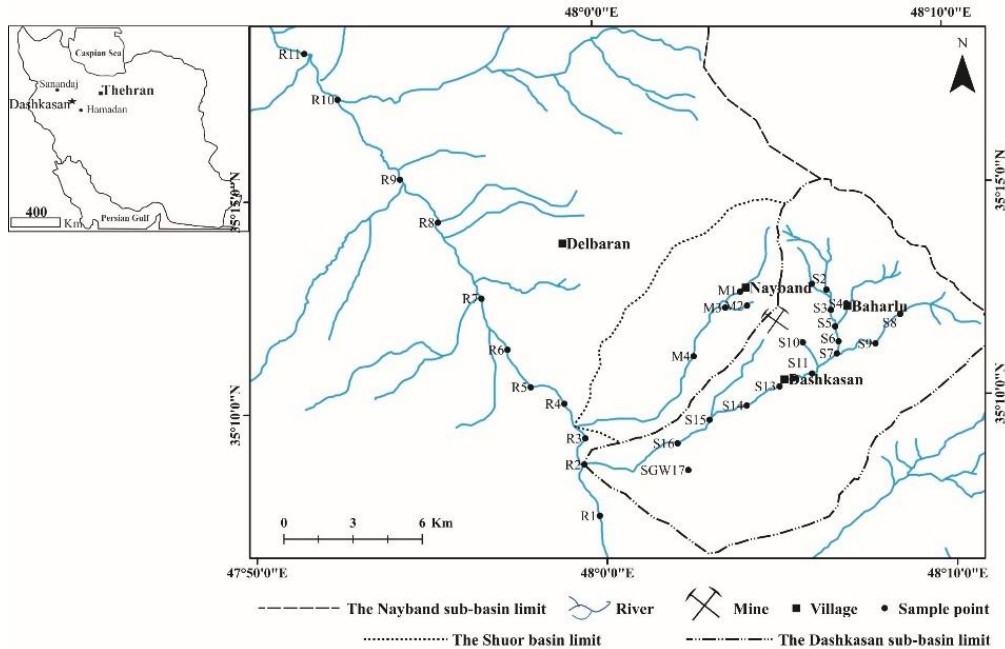 48°0'0"E
48°10'0"E
Caspian Sea
Sanandaj
Thehran
Dashkasan
Hamadan
400
Km
Persian Gulf
N
R11
R10
R9
R8
R7
R6
R5
R4
R3
R2
R1
35°15'0"N
35°15'0"N
35°10'0"N
35°10'0"N
Delbaran
M1
Nayband
M3
M2
M4
S2
S4
Baharlu
S3
S8
S5
S6
S10
S9
S7
S11
Dashkasan
S13
S14
S15
S16
SGW17
0 3 6 Km
47°50'0"E
48°0'0"E
48°10'0"E
The Nayband sub-basin limit
River
Mine
Village
Sample point
The Shuor basin limit
The Dashkasan sub-basin limit